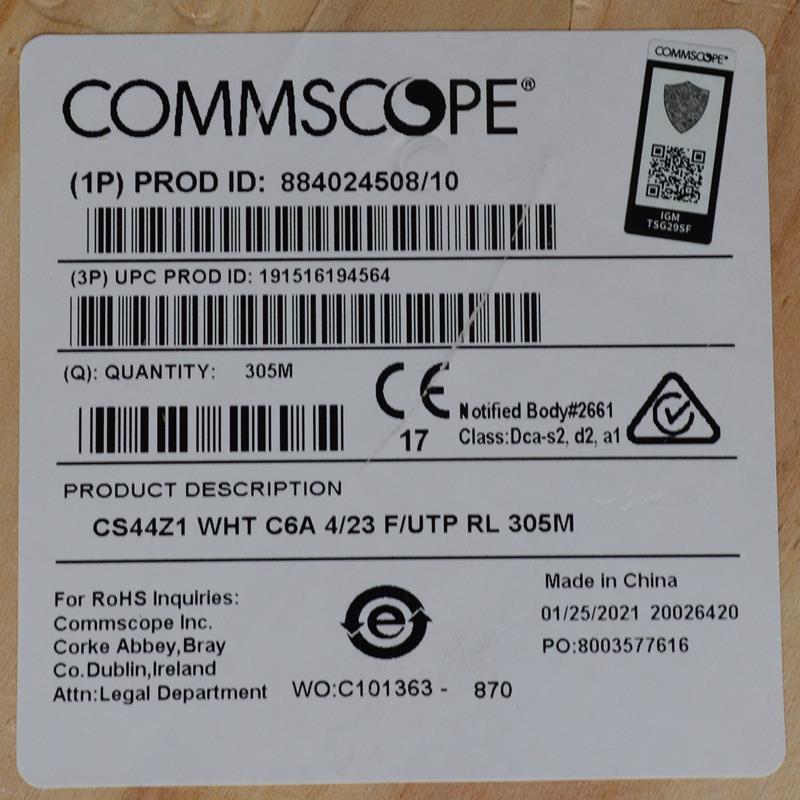 COMMSCOPE®
COMMSCOPE®
IGM
TSG29SF
(1P) PROD ID: 884024508/10
(3P) UPC PROD ID: 191516194564
(Q): QUANTITY: 305M
CE
17
Notified Body#2661
Class:Dca-s2, d2, a1
PRODUCT DESCRIPTION
CS44Z1 WHT C6A 4/23 F/UTP RL 305M
For RoHS Inquiries:
Commscope Inc.
Corke Abbey,Bray
Co.Dublin,Ireland
Attn:Legal Department
e
WO:C101363 - 870
Made in China
01/25/2021 20026420
PO:8003577616